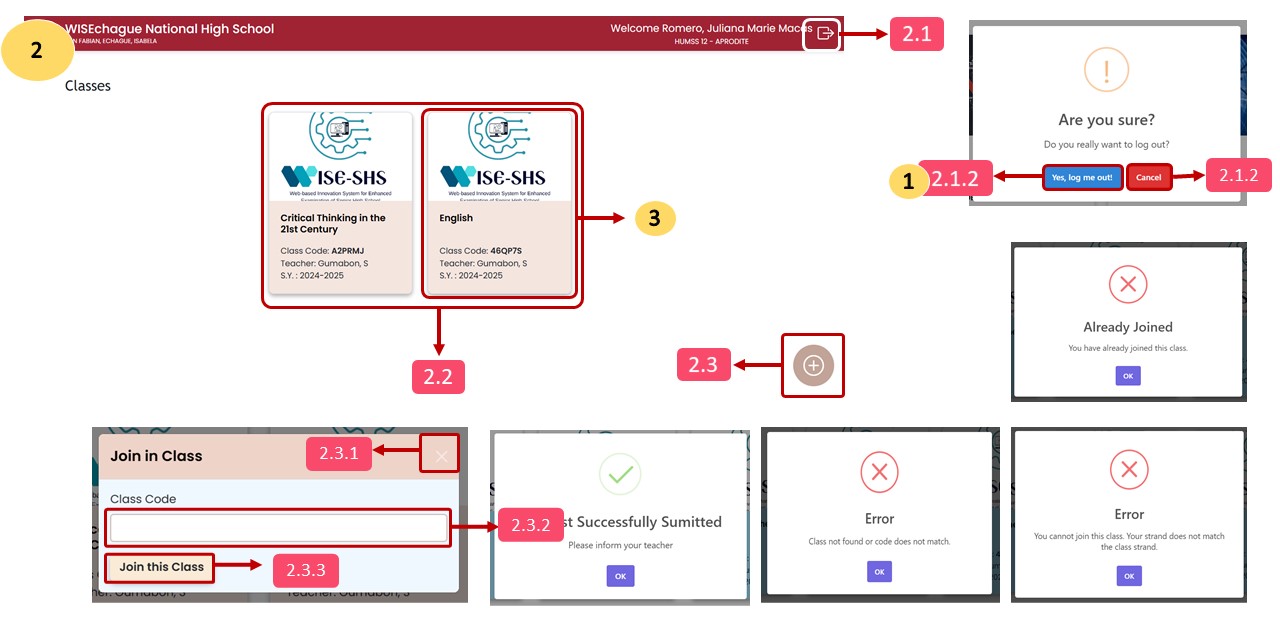 2
WISEchague National High School
N FABIAN, ECHAGUE, ISABELA
Welcome Romero, Juliana Marie Macas
HUMSS 12 - APRODITE
2.1
Classes
WISE-SHS
Web-based Innovation System for Enhanced
Examination of Senior High School
Critical Thinking in the
21st Century
Class Code: A2PRMJ
Teacher: Gumabon, S
S.Y. : 2024-2025
WISE-SHS
Web-based Innovation System for Enhanced
Examination of Senior High School
English
Class Code: 46QP7S
Teacher: Gumabon, S
S.Y. : 2024-2025
3
2.2
2.3
Are you sure?
Do you really want to log out?
Yes, log me out!
Cancel
1
2.1.2
2.1.2
Already Joined
You have already joined this class.
OK
Join in Class
2.3.1
Class Code
2.3.2
Join this Class
2.3.3
her: Gumabon, S
Teacher: Gumabon, S
st Successfully Sumitted
Please inform your teacher
OK
Error
Class not found or code does not match.
OK
Error
You cannot join this class. Your strand does not match
the class strand.
OK